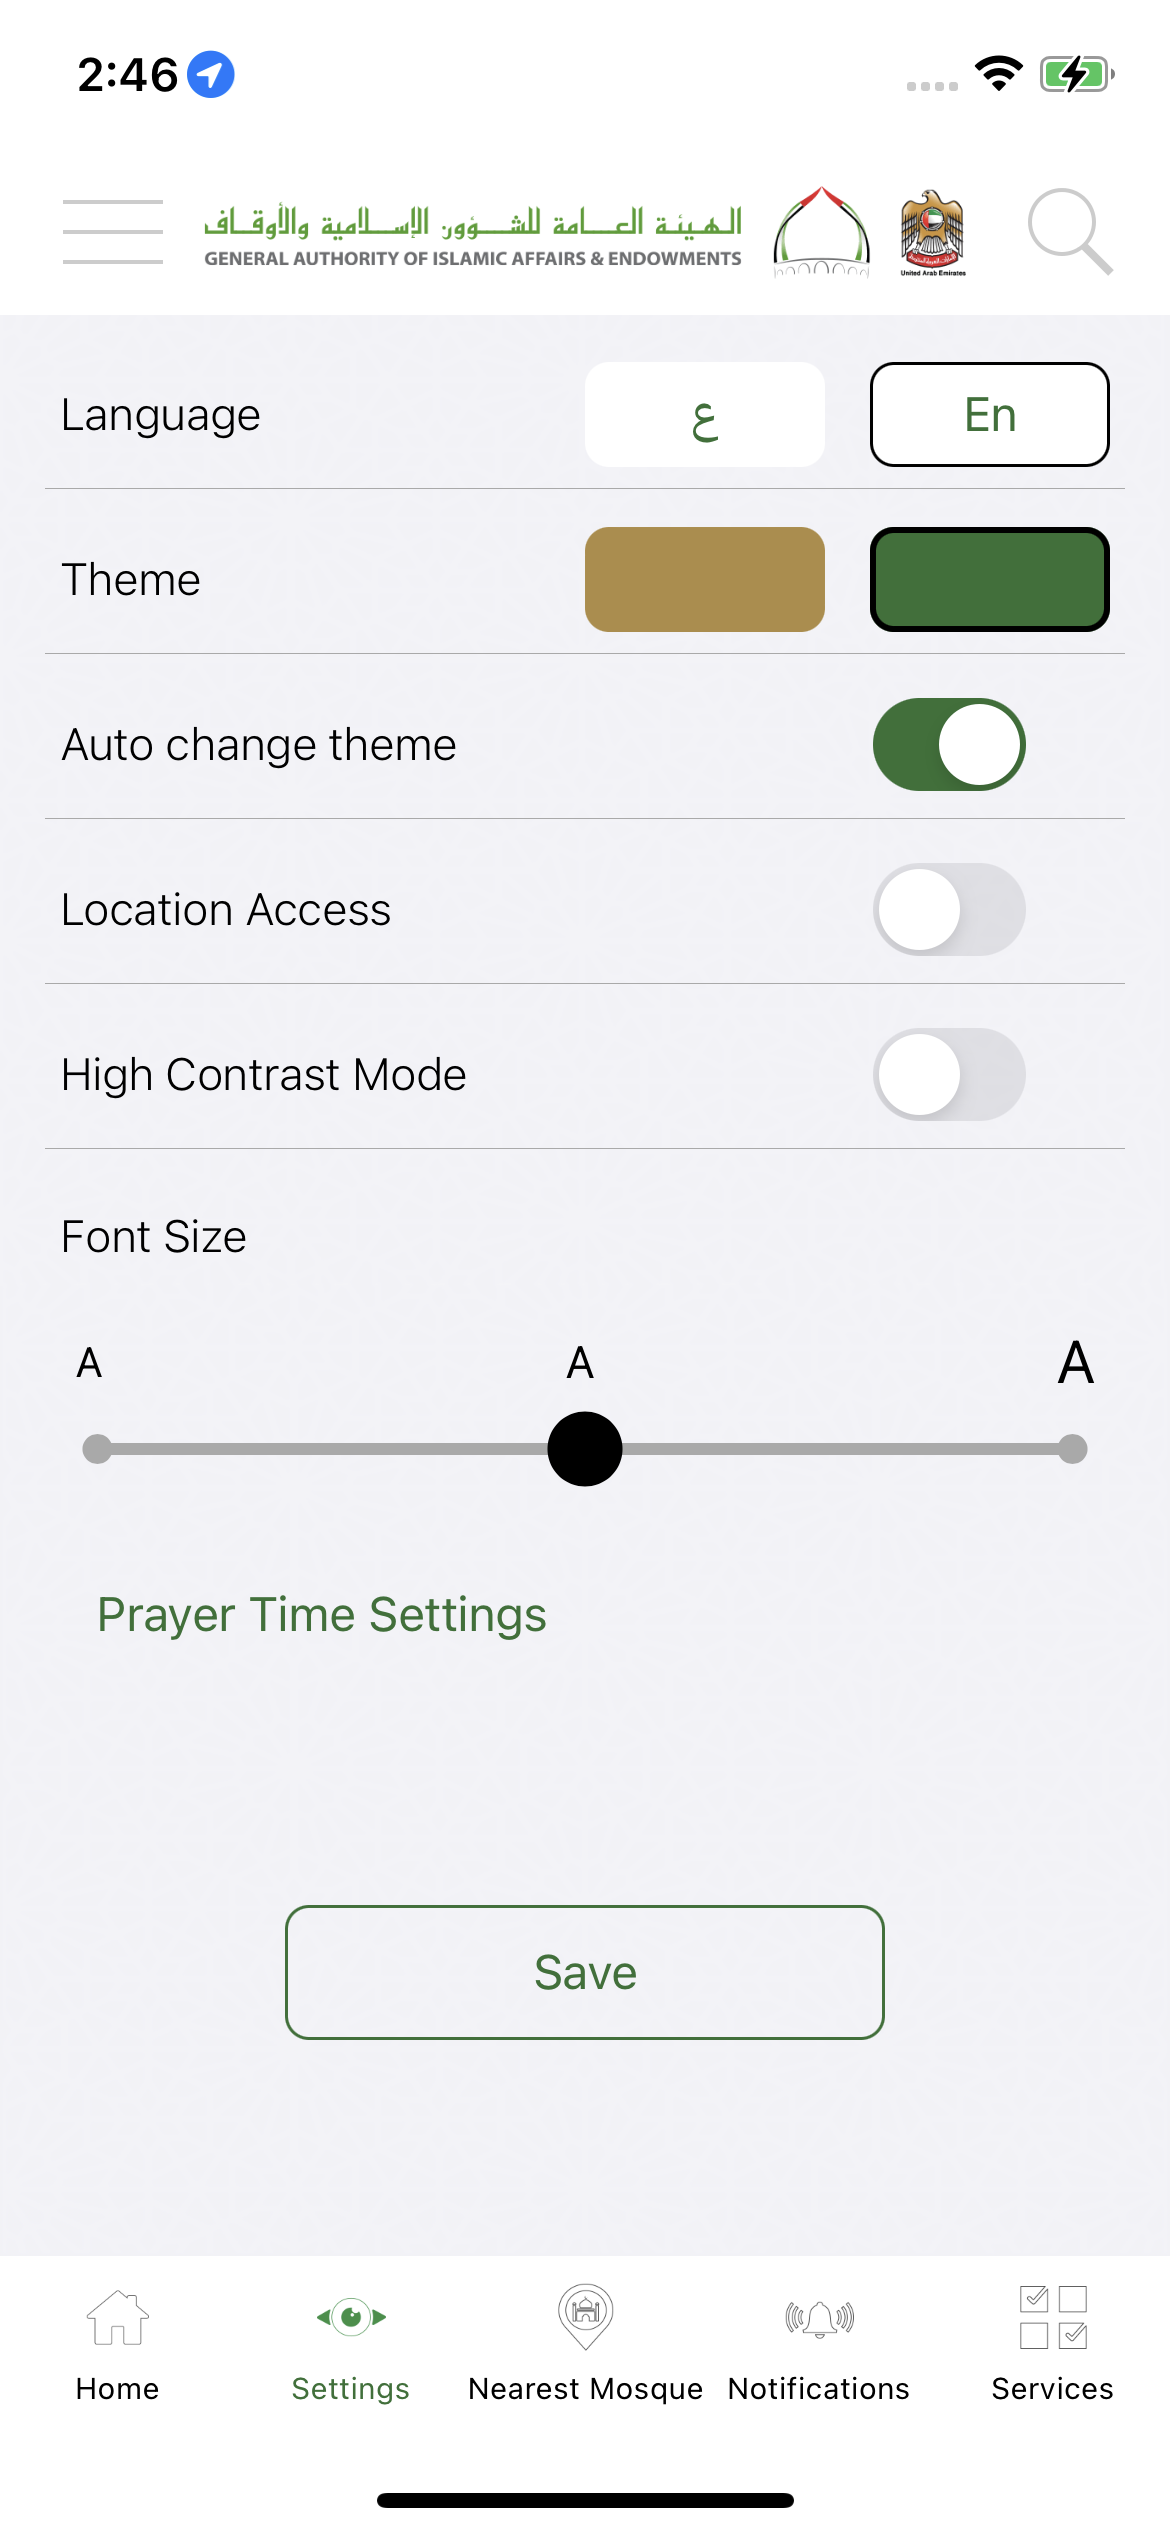 2:46
الهيئة العامة للشؤون الإسلامية والأوقاف
GENERAL AUTHORITY OF ISLAMIC AFFAIRS & ENDOWMENTS
United Arab Emirates
Language
ع
En
Theme
Auto change theme
Location Access
High Contrast Mode
Font Size
A A A
Prayer Time Settings
Save
Home Settings Nearest Mosque Notifications Services